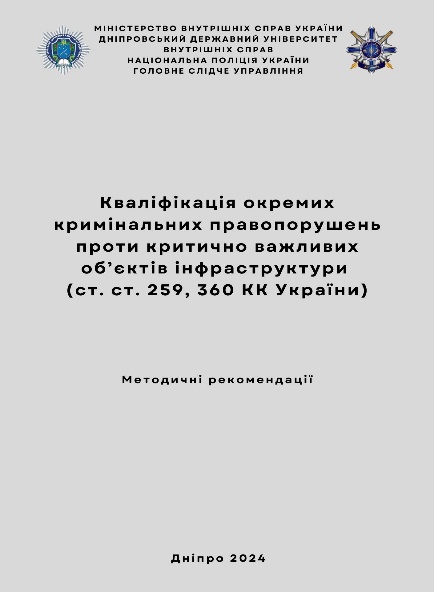 МІНІСТЕРСТВО ВНУТРІШНІХ СПРАВ УКРАЇНИ
ДНІПРОВСЬКИЙ ДЕРЖАВНИЙ УНІВЕРСИТЕТ
ВНУТРІШНІХ СПРАВ
НАЦІОНАЛЬНА ПОЛІЦІЯ УКРАЇНИ
ГОЛОВНЕ СЛІДЧЕ УПРАВЛІННЯ
Кваліфікація окремих
кримінальних правопорушень
проти критично важливих
об’єктів інфраструктури
(ст. ст. 259, 360 КК України)
Методичні рекомендації
Дніпро 2024